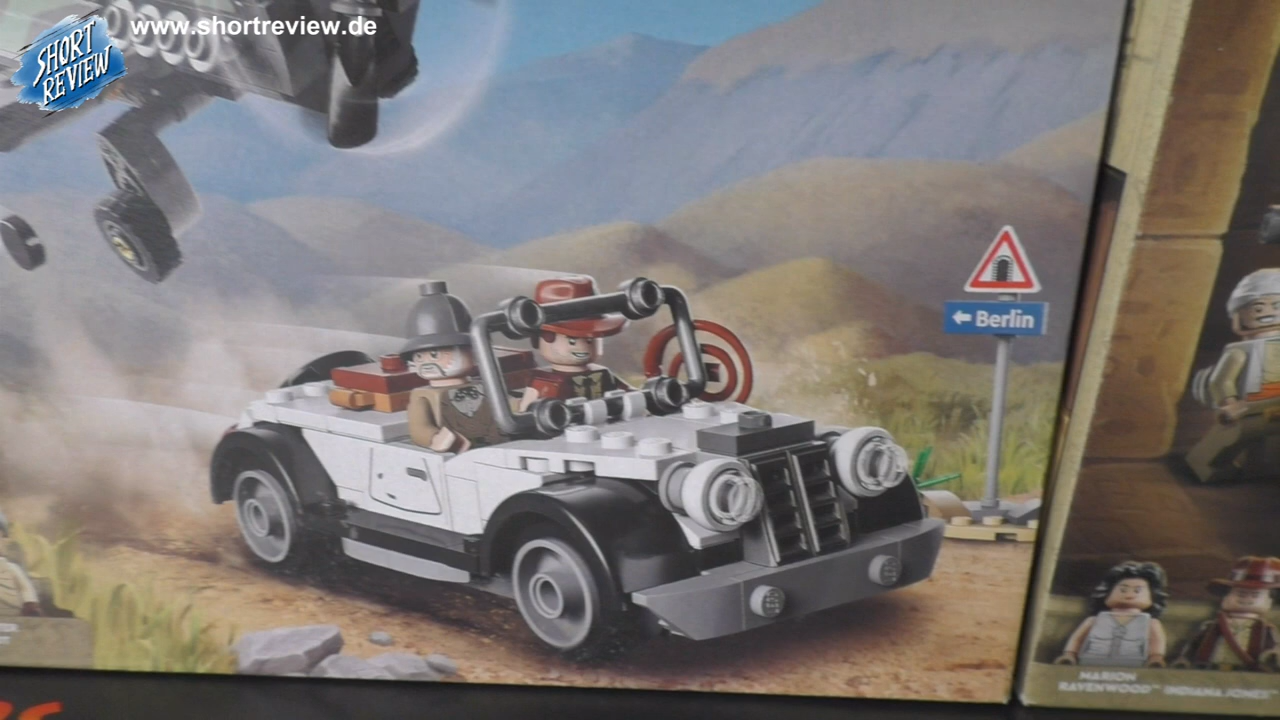 www.shortreview.de
SHORT
REVIEW
← Berlin
MARION
RAVENWOOD™ INDIANA JONES™